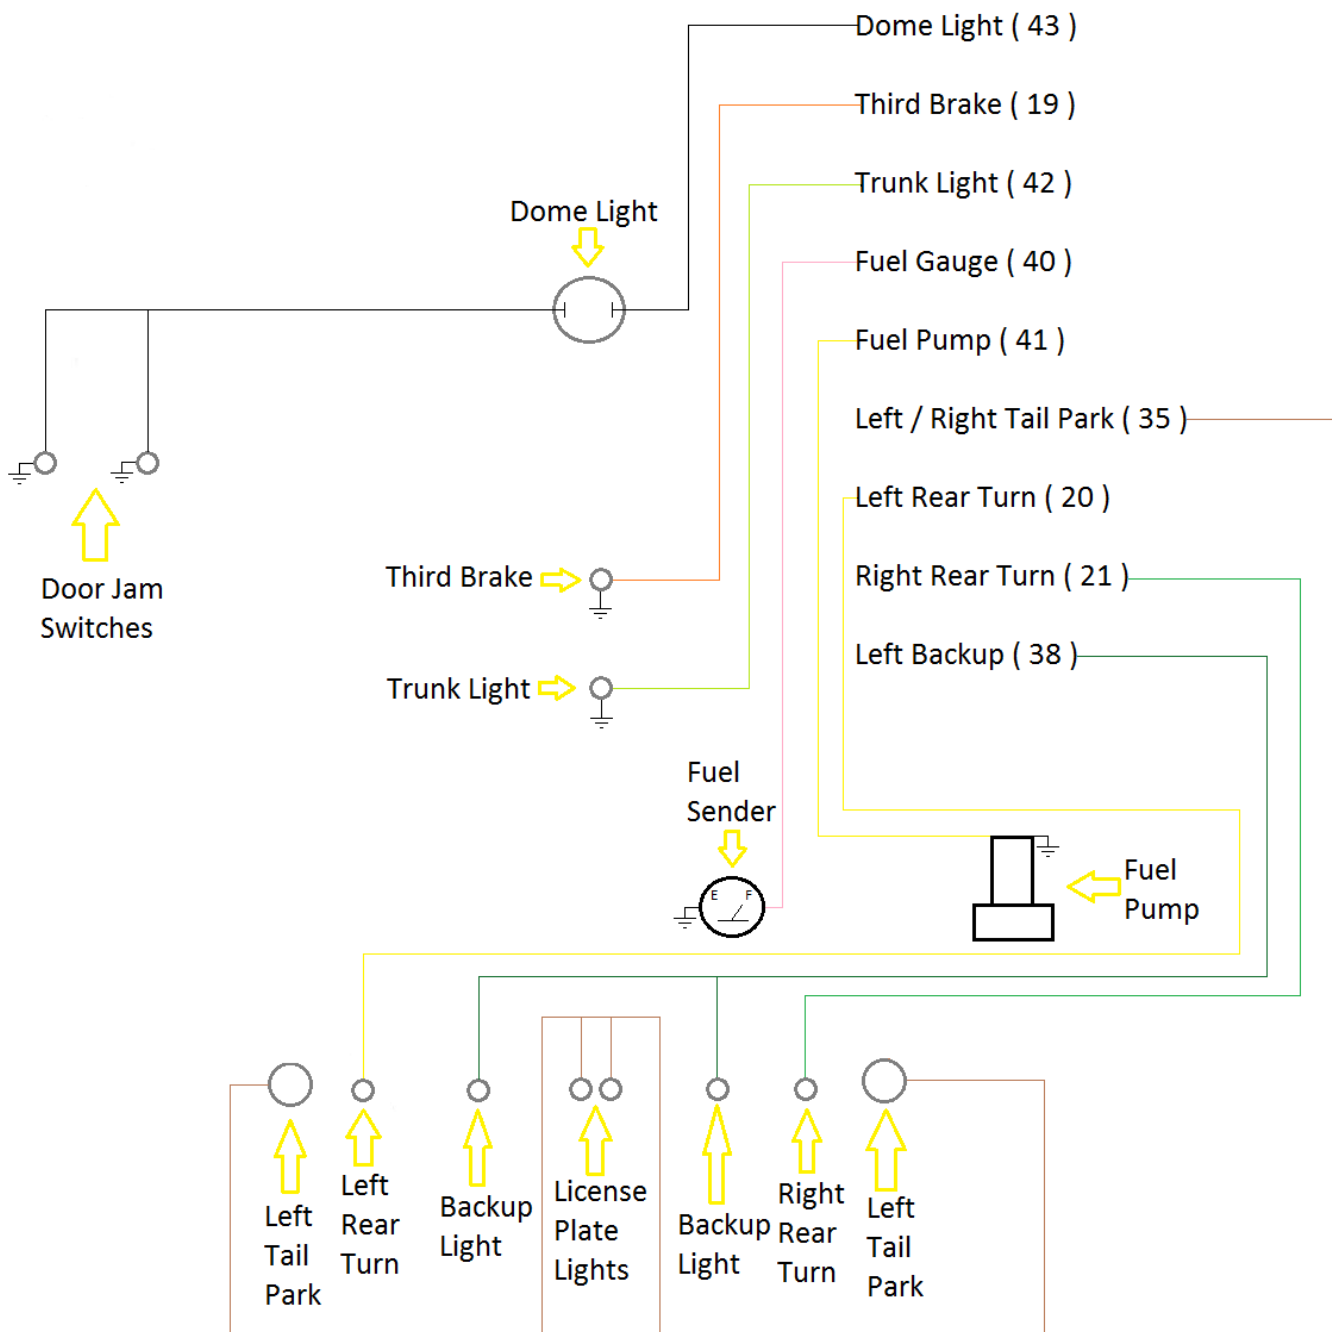 Dome Light ( 43 )
Third Brake ( 19 )
Trunk Light ( 42 )
Dome Light
Fuel Gauge ( 40 )
Fuel Pump ( 41 )
Left / Right Tail Park ( 35 )
Left Rear Turn ( 20 )
Right Rear Turn ( 21 )
Left Backup ( 38 )
Door Jam
Switches
Third Brake
Trunk Light
Fuel
Sender
E F
Fuel
Pump
Left
Tail
Park
Left
Rear
Turn
Backup
Light
License
Plate
Lights
Backup
Light
Right
Rear
Turn
Left
Tail
Park